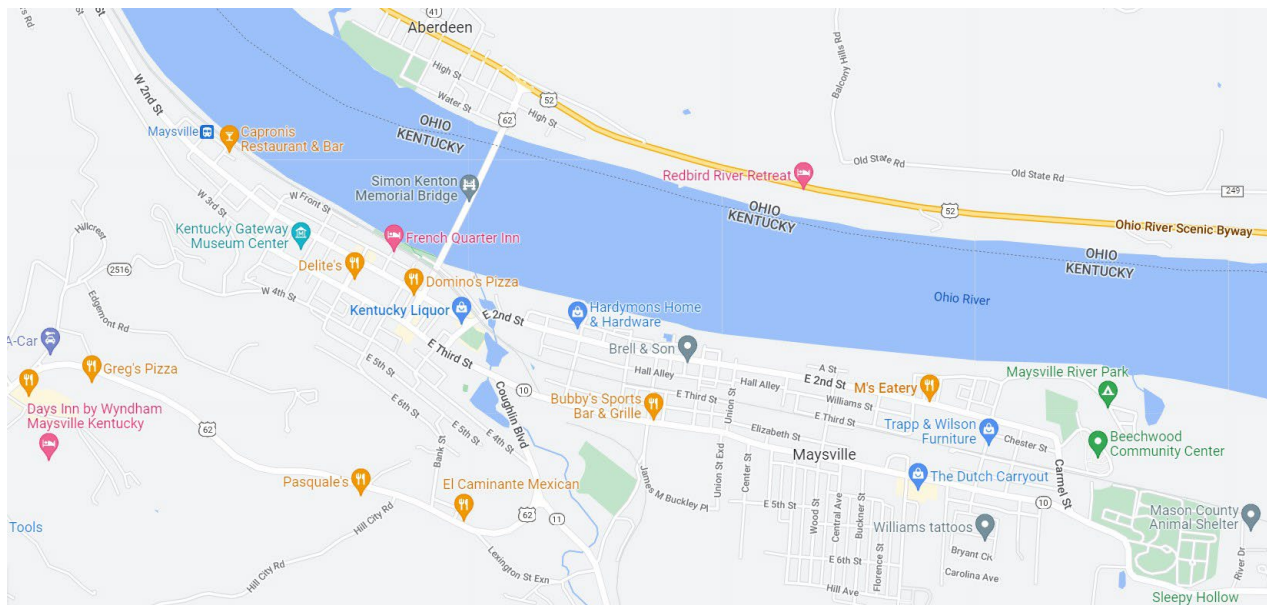 41
Aberdeen
High St
Water St
High St
52
62
OHIO
KENTUCKY
Balcony Hills Rd
W 2nd St
Maysville
Capronis
Restaurant & Bar
Simon Kenton
Memorial Bridge
Redbird River Retreat
OHIO
KENTUCKY
Old State Rd
Old State Rd
249
52
Ohio River Scenic Byway
OHIO
KENTUCKY
Ohio River
W 3rd St
W Front St
Kentucky Gateway
Museum Center
French Quarter Inn
Hillcrest
2516
Delite's
Domino's Pizza
W 4th St
Kentucky Liquor
E 2nd St
Hardymons Home
& Hardware
Edgemont Rd
A-Car
Greg's Pizza
E Third St
Brell & Son
Hall Alley
Hall Alley
A St
E 2nd St
M's Eatery
Maysville River Park
E 5th St
E 6th St
Coughlin Blvd
10
Bubby's Sports
Bar & Grille
E Third St
Union St
Williams St
E Third St
Trapp & Wilson
Furniture
Chester St
Days Inn by Wyndham
Maysville Kentucky
62
Bank St
E 5th St
E 4th St
Elizabeth St
Maysville
Beechwood
Community Center
Carmel St
Pasquale's
El Caminante Mexican
James M Buckley Pl
Union St Exd
Center St
The Dutch Carryout
10
Hill City Rd
62
11
E 5th St
Wood St
Central Ave
Buckner St
Williams tattoos
Mason County
Animal Shelter
Tools
Lexington St Exn
E 6th St
Florence St
Bryant Cir
Carolina Ave
River Dr
Hill City Rd
Hill Ave
Sleepy Hollow